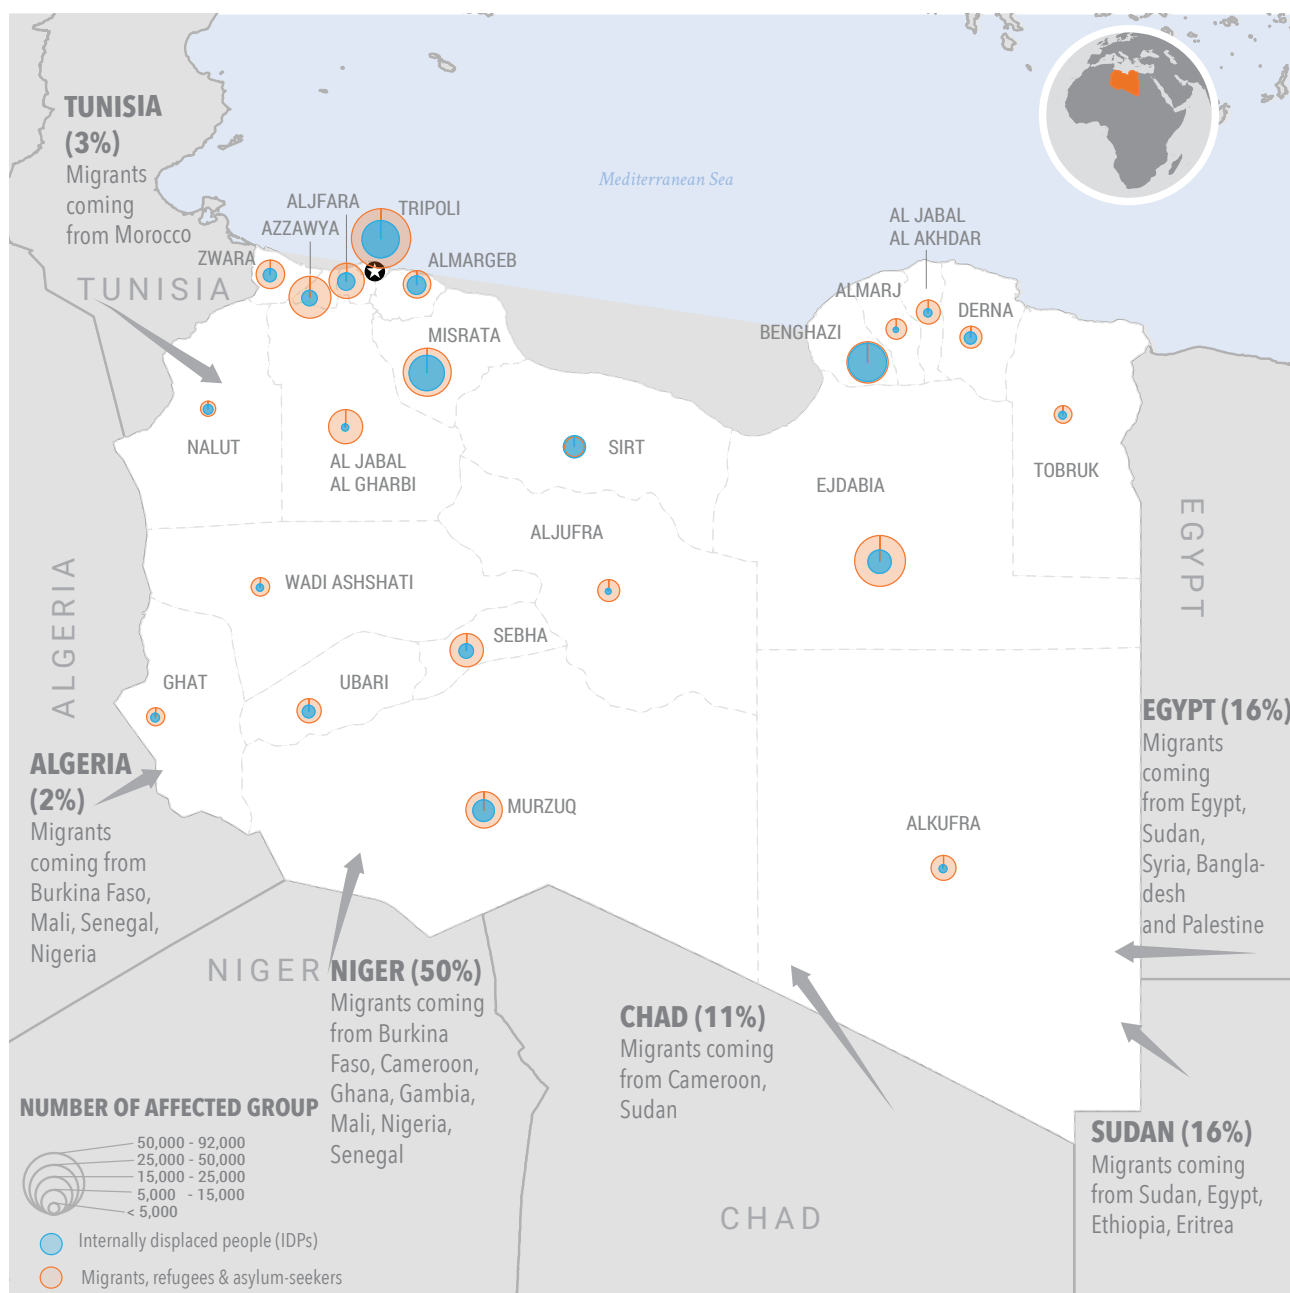 TUNISIA
(3%)
Migrants
coming
from Morocco
TUNISIA
Mediterranean Sea
ALJFARA
TRIPOLI
AZZAWYA
ZWARA
ALMARGEB
MISRATA
AL JABAL
AL AKHDAR
ALMARJ
DERNA
BENGHAZI
NALUT
AL JABAL
AL GHARBI
SIRT
EJDABIA
TOBRUK
EGYPT
ALJUFRA
WADI ASHSHATI
ALGERIA
SEBHA
GHAT
UBARI
MURZUQ
ALKUFRA
EGYPT (16%)
Migrants
coming
from Egypt,
Sudan,
Syria, Bangla-
desh
and Palestine
ALGERIA
(2%)
Migrants
coming from
Burkina Faso,
Mali, Senegal,
Nigeria
NIGER
NIGER (50%)
Migrants coming
from Burkina
Faso, Cameroon,
Ghana, Gambia,
Mali, Nigeria,
Senegal
CHAD (11%)
Migrants coming
from Cameroon,
Sudan
CHAD
SUDAN (16%)
Migrants coming
from Sudan, Egypt,
Ethiopia, Eritrea
NUMBER OF AFFECTED GROUP
50,000 - 92,000
25,000 - 50,000
15,000 - 25,000
5,000 - 15,000
< 5,000
Internally displaced people (IDPs)
Migrants, refugees & asylum-seekers